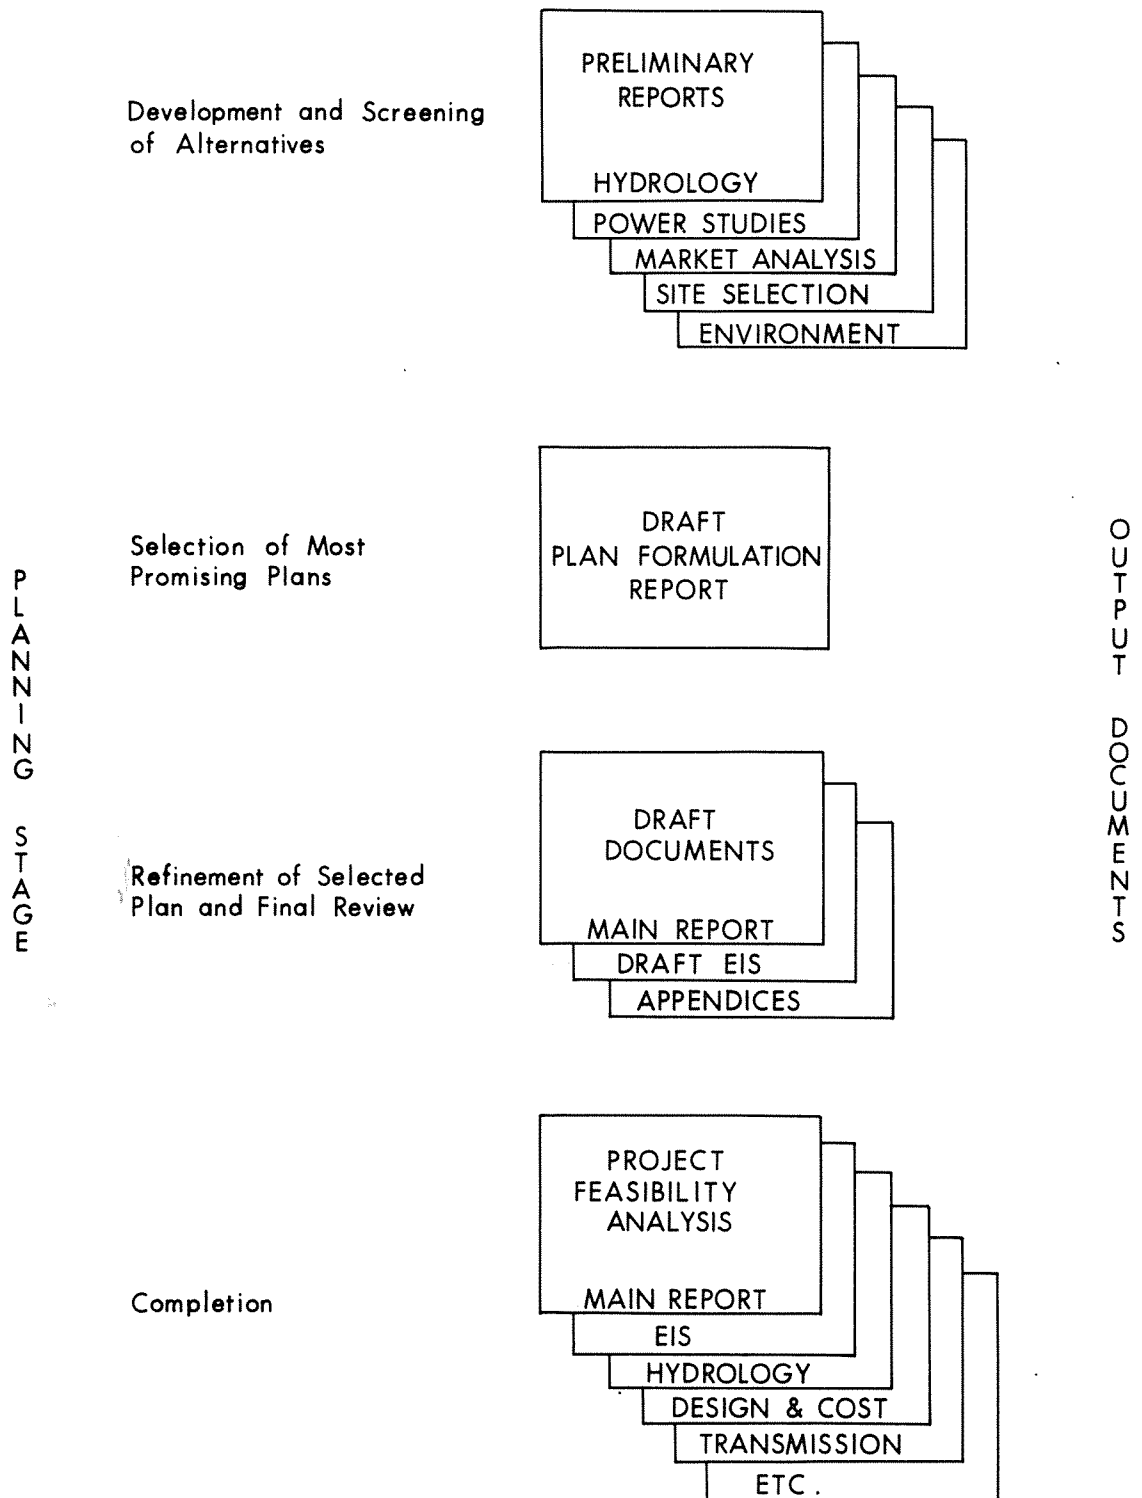 Development and Screening
of Alternatives
PRELIMINARY
REPORTS
HYDROLOGY
POWER STUDIES
MARKET ANALYSIS
SITE SELECTION
ENVIRONMENT
PLANNING STAGE
Selection of Most
Promising Plans
DRAFT
PLAN FORMULATION
REPORT
OUTPUT DOCUMENTS
Refinement of Selected
Plan and Final Review
DRAFT
DOCUMENTS
MAIN REPORT
DRAFT EIS
APPENDICES
Completion
PROJECT
FEASIBILITY
ANALYSIS
MAIN REPORT
EIS
HYDROLOGY
DESIGN & COST
TRANSMISSION
ETC.